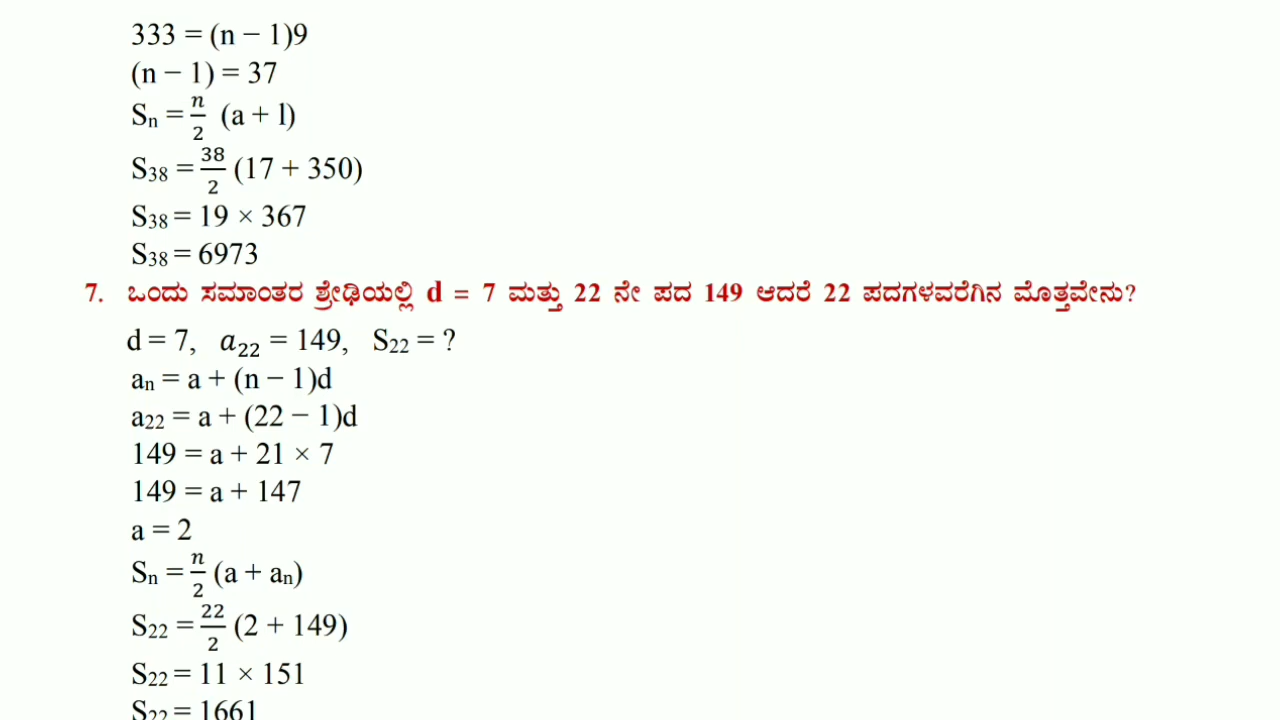 333 = (n − 1)9
(n − 1) = 37
Sn = n/2 (a + l)
S38 = 38/2 (17 + 350)
S38 = 19 × 367
S38 = 6973
7. ಒಂದು ಸಮಾಂತರ ಶ್ರೇಢಿಯಲ್ಲಿ d = 7 ಮತ್ತು 22 ನೇ ಪದ 149 ಆದರೆ 22 ಪದಗಳವರೆಗಿನ ಮೊತ್ತವೇನು?
d = 7, a22 = 149, S22 = ?
an = a + (n − 1)d
a22 = a + (22 − 1)d
149 = a + 21 × 7
149 = a + 147
a = 2
Sn = n/2 (a + an)
S22 = 22/2 (2 + 149)
S22 = 11 × 151
S22 = 1661